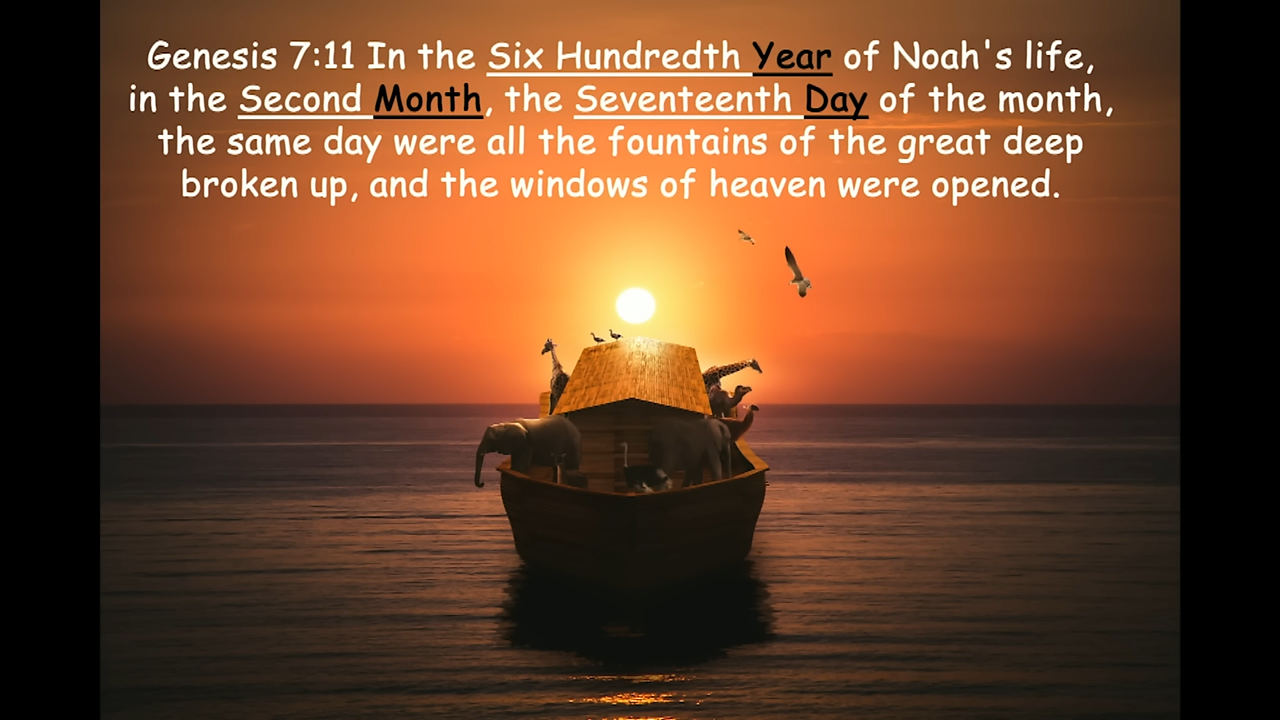 Genesis 7:11 In the Six Hundredth Year of Noah's life,
in the Second Month, the Seventeenth Day of the month,
the same day were all the fountains of the great deep
broken up, and the windows of heaven were opened.